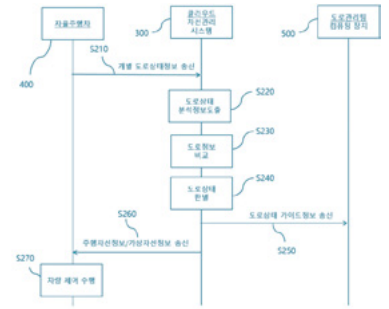 자율주행차
400
클라우드
차선관리
시스템
300
도로관리팀
컴퓨팅 장치
500
S210
개별 도로상태정보 송신
도로상태
분석정보도출
S220
도로정보
비교
S230
도로상태
판별
S240
S260
도로상태 가이드정보 송신
주행차선정보/가상차선정보 송신
S250
S270
차량 제어 수행